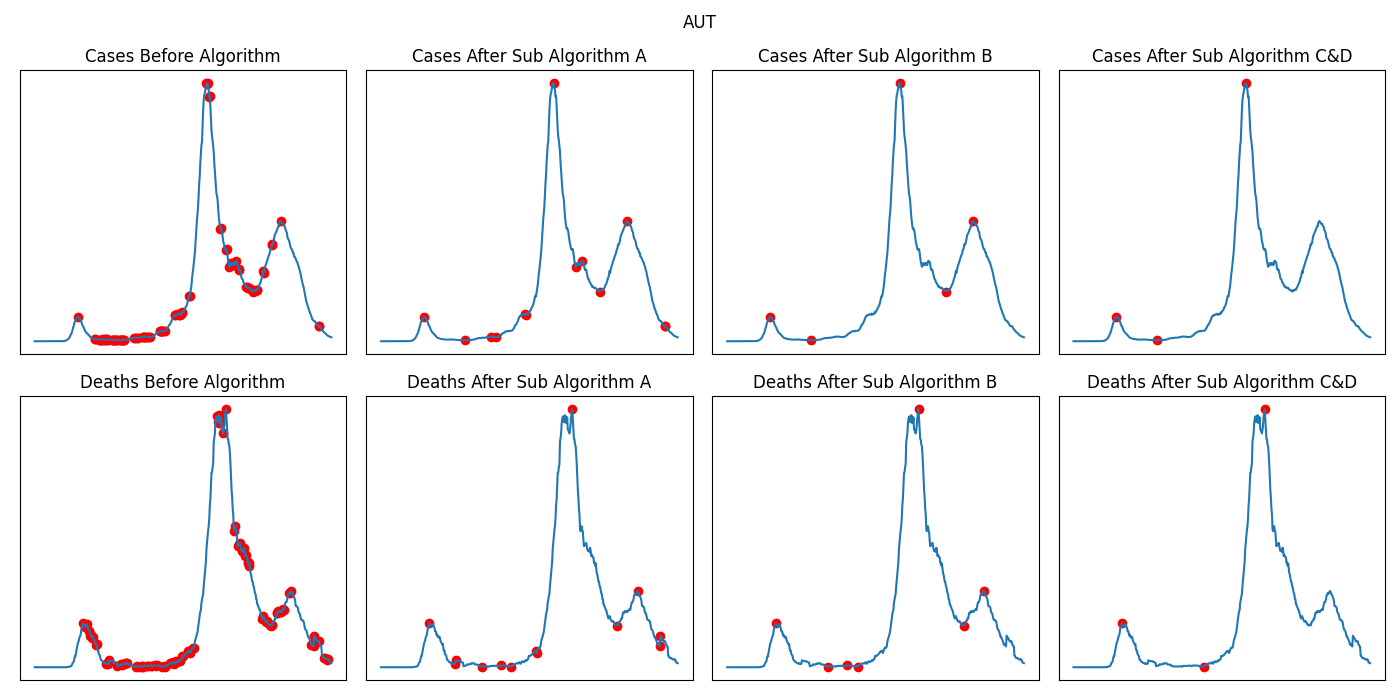 AUT
Cases Before Algorithm
Cases After Sub Algorithm A
Cases After Sub Algorithm B
Cases After Sub Algorithm C&D
Deaths Before Algorithm
Deaths After Sub Algorithm A
Deaths After Sub Algorithm B
Deaths After Sub Algorithm C&D